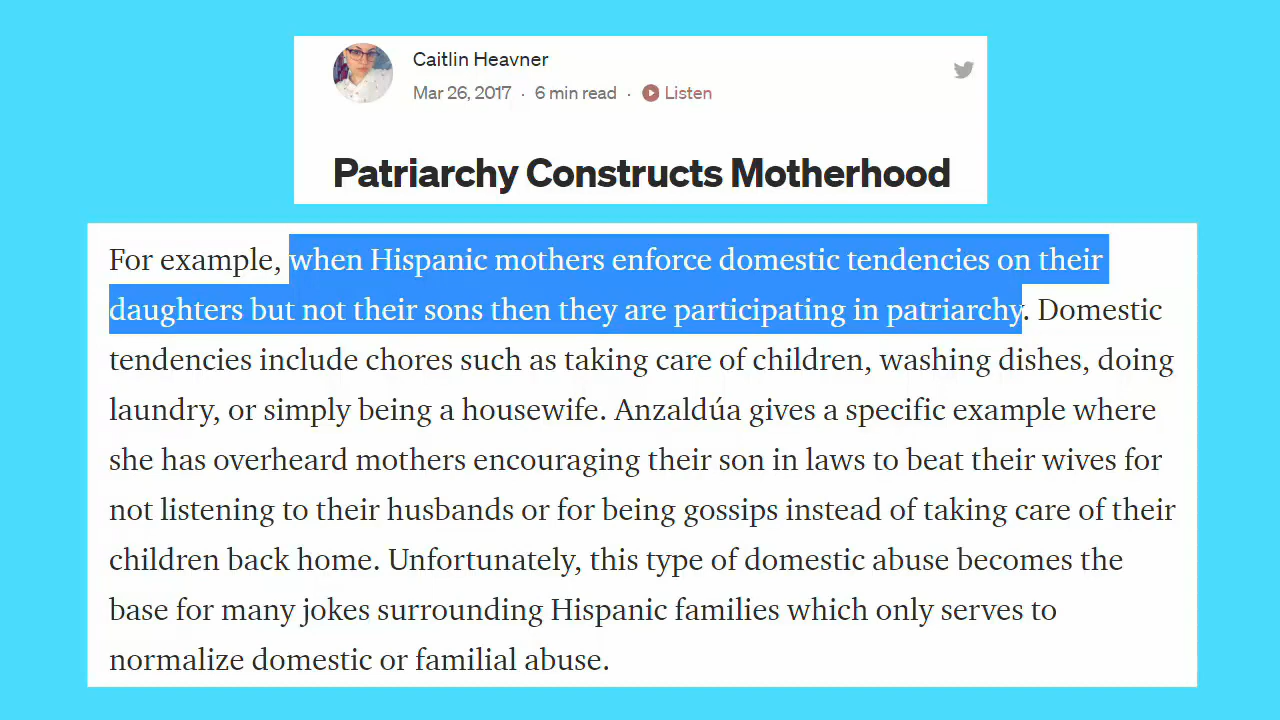 Caitlin Heavner
Mar 26, 2017 · 6 min read · Listen
Patriarchy Constructs Motherhood
For example, when Hispanic mothers enforce domestic tendencies on their
daughters but not their sons then they are participating in patriarchy. Domestic
tendencies include chores such as taking care of children, washing dishes, doing
laundry, or simply being a housewife. Anzaldúa gives a specific example where
she has overheard mothers encouraging their son in laws to beat their wives for
not listening to their husbands or for being gossips instead of taking care of their
children back home. Unfortunately, this type of domestic abuse becomes the
base for many jokes surrounding Hispanic families which only serves to
normalize domestic or familial abuse.